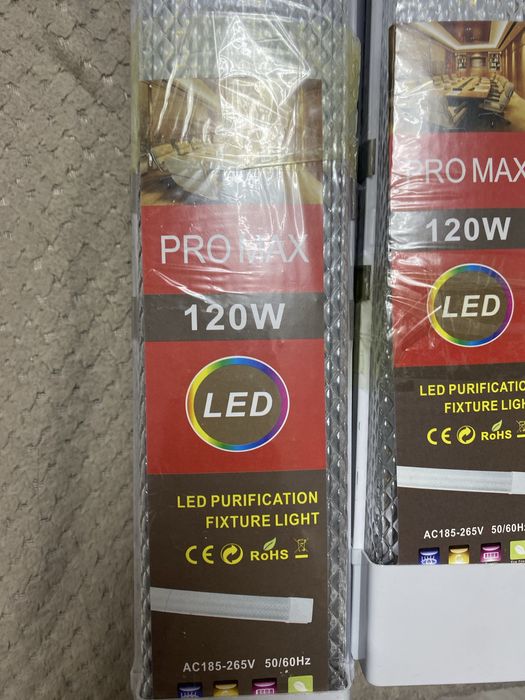 PRO MAX
120W
LED
LED PURIFICATION
FIXTURE LIGHT
CE RoHS
AC185-265V 50/60Hz
PRO MAX
120W
LED
LED PURIFICATIO
FIXTURE LIGH
CE RoHS
AC185-265V 50/60Hz